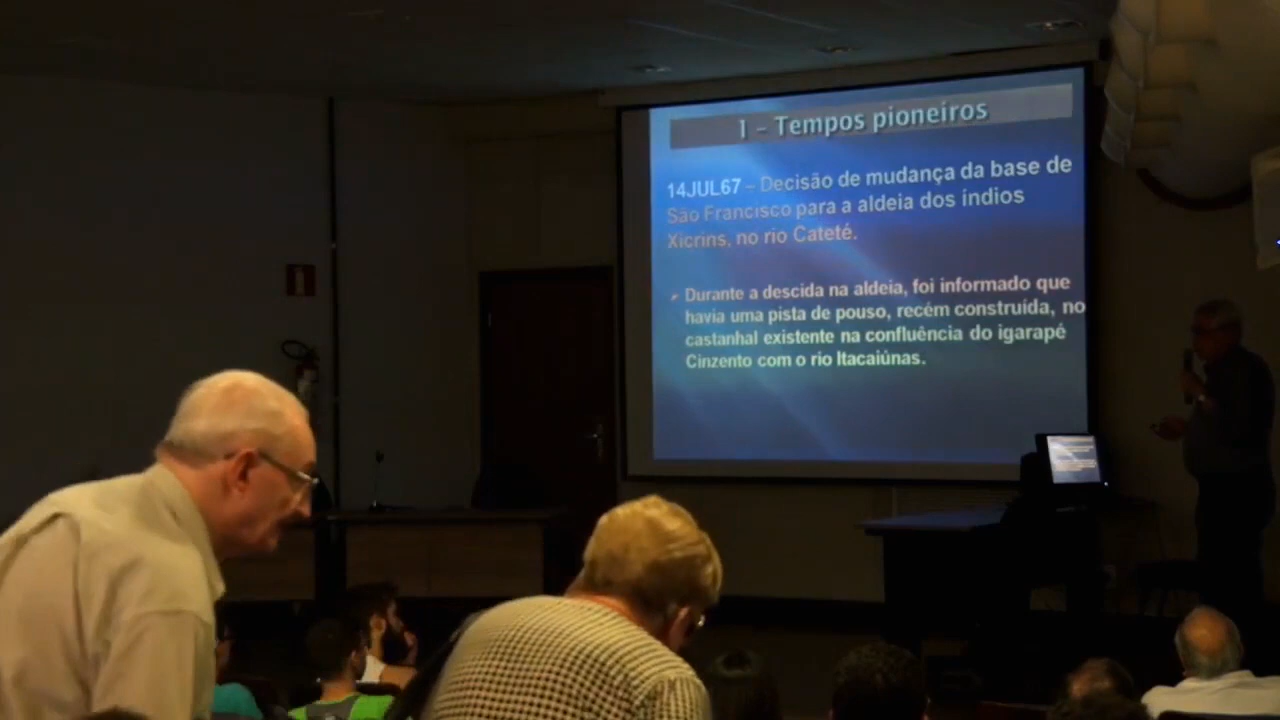 1 - Tempos pioneiros
14JUL67 – Decisão de mudança da base de
São Francisco para a aldeia dos índios
Xicrins, no rio Cateté.
Durante a descida na aldeia, foi informado que
havia uma pista de pouso, recém construída, no
castanhal existente na confluência do igarapé
Cinzento com o rio Itacaiúnas.